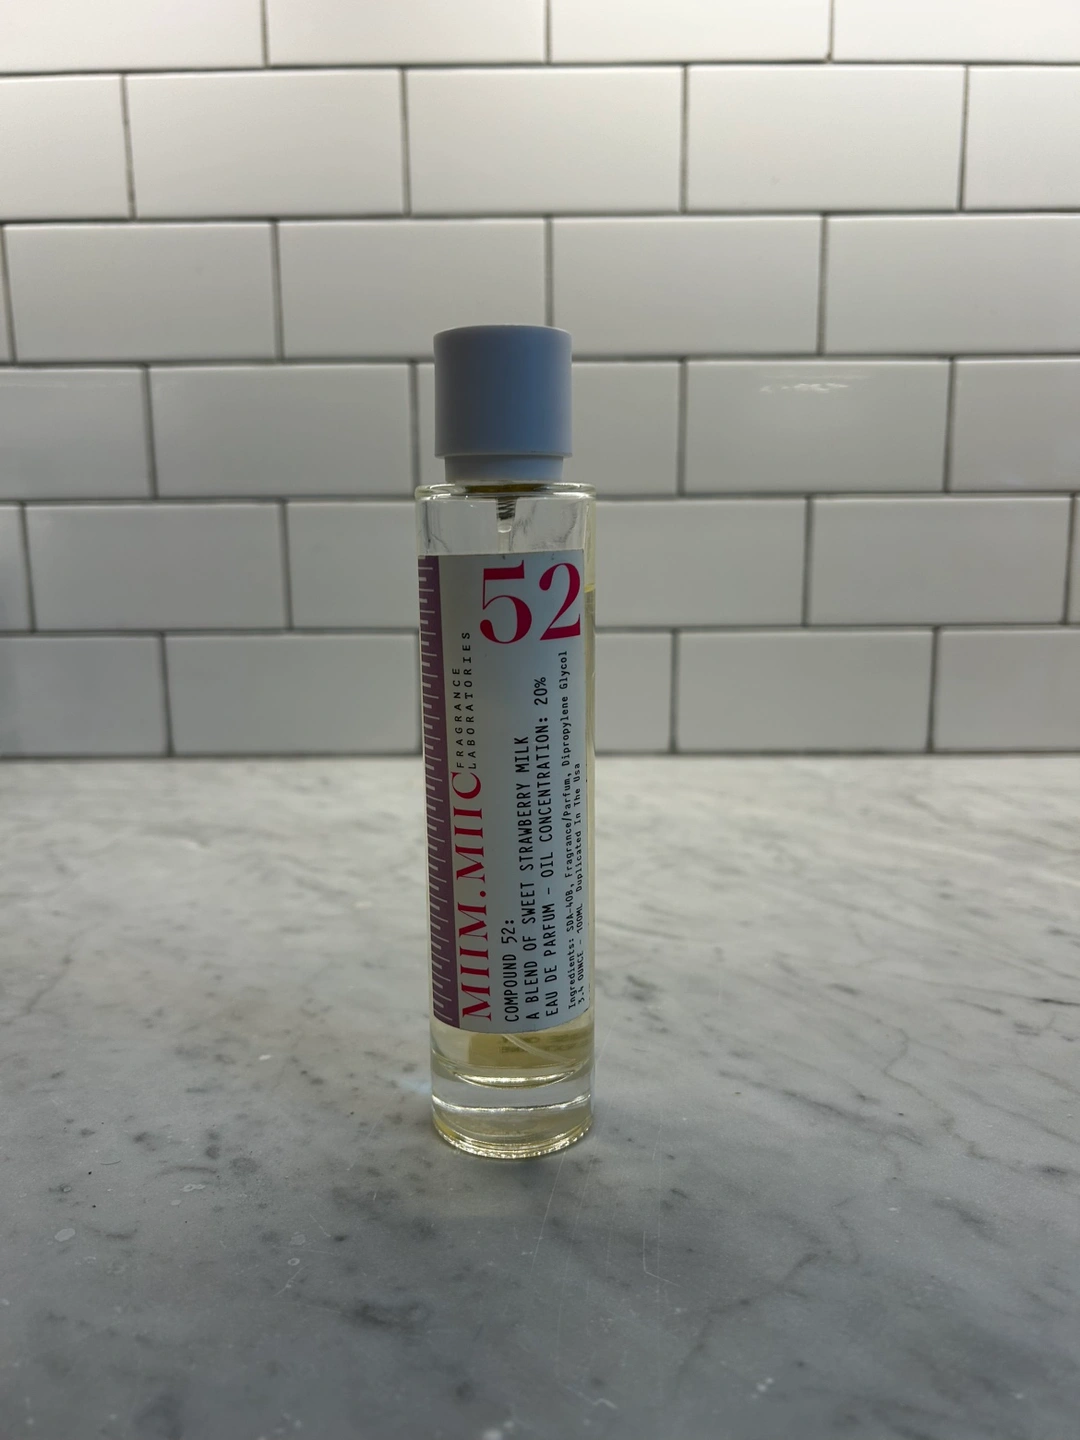 52
MIIM.MIIC
FRAGRANCE
LABORATORIES
COMPOUND 52:
A BLEND OF SWEET STRAWBERRY MILK
EAU DE PARFUM - OIL CONCENTRATION: 20%
Ingredients: SDA-40B, Fragrance/Parfum, Dipropylene Glycol
3.4 OUNCE - 100ML Duplicated In The Usa